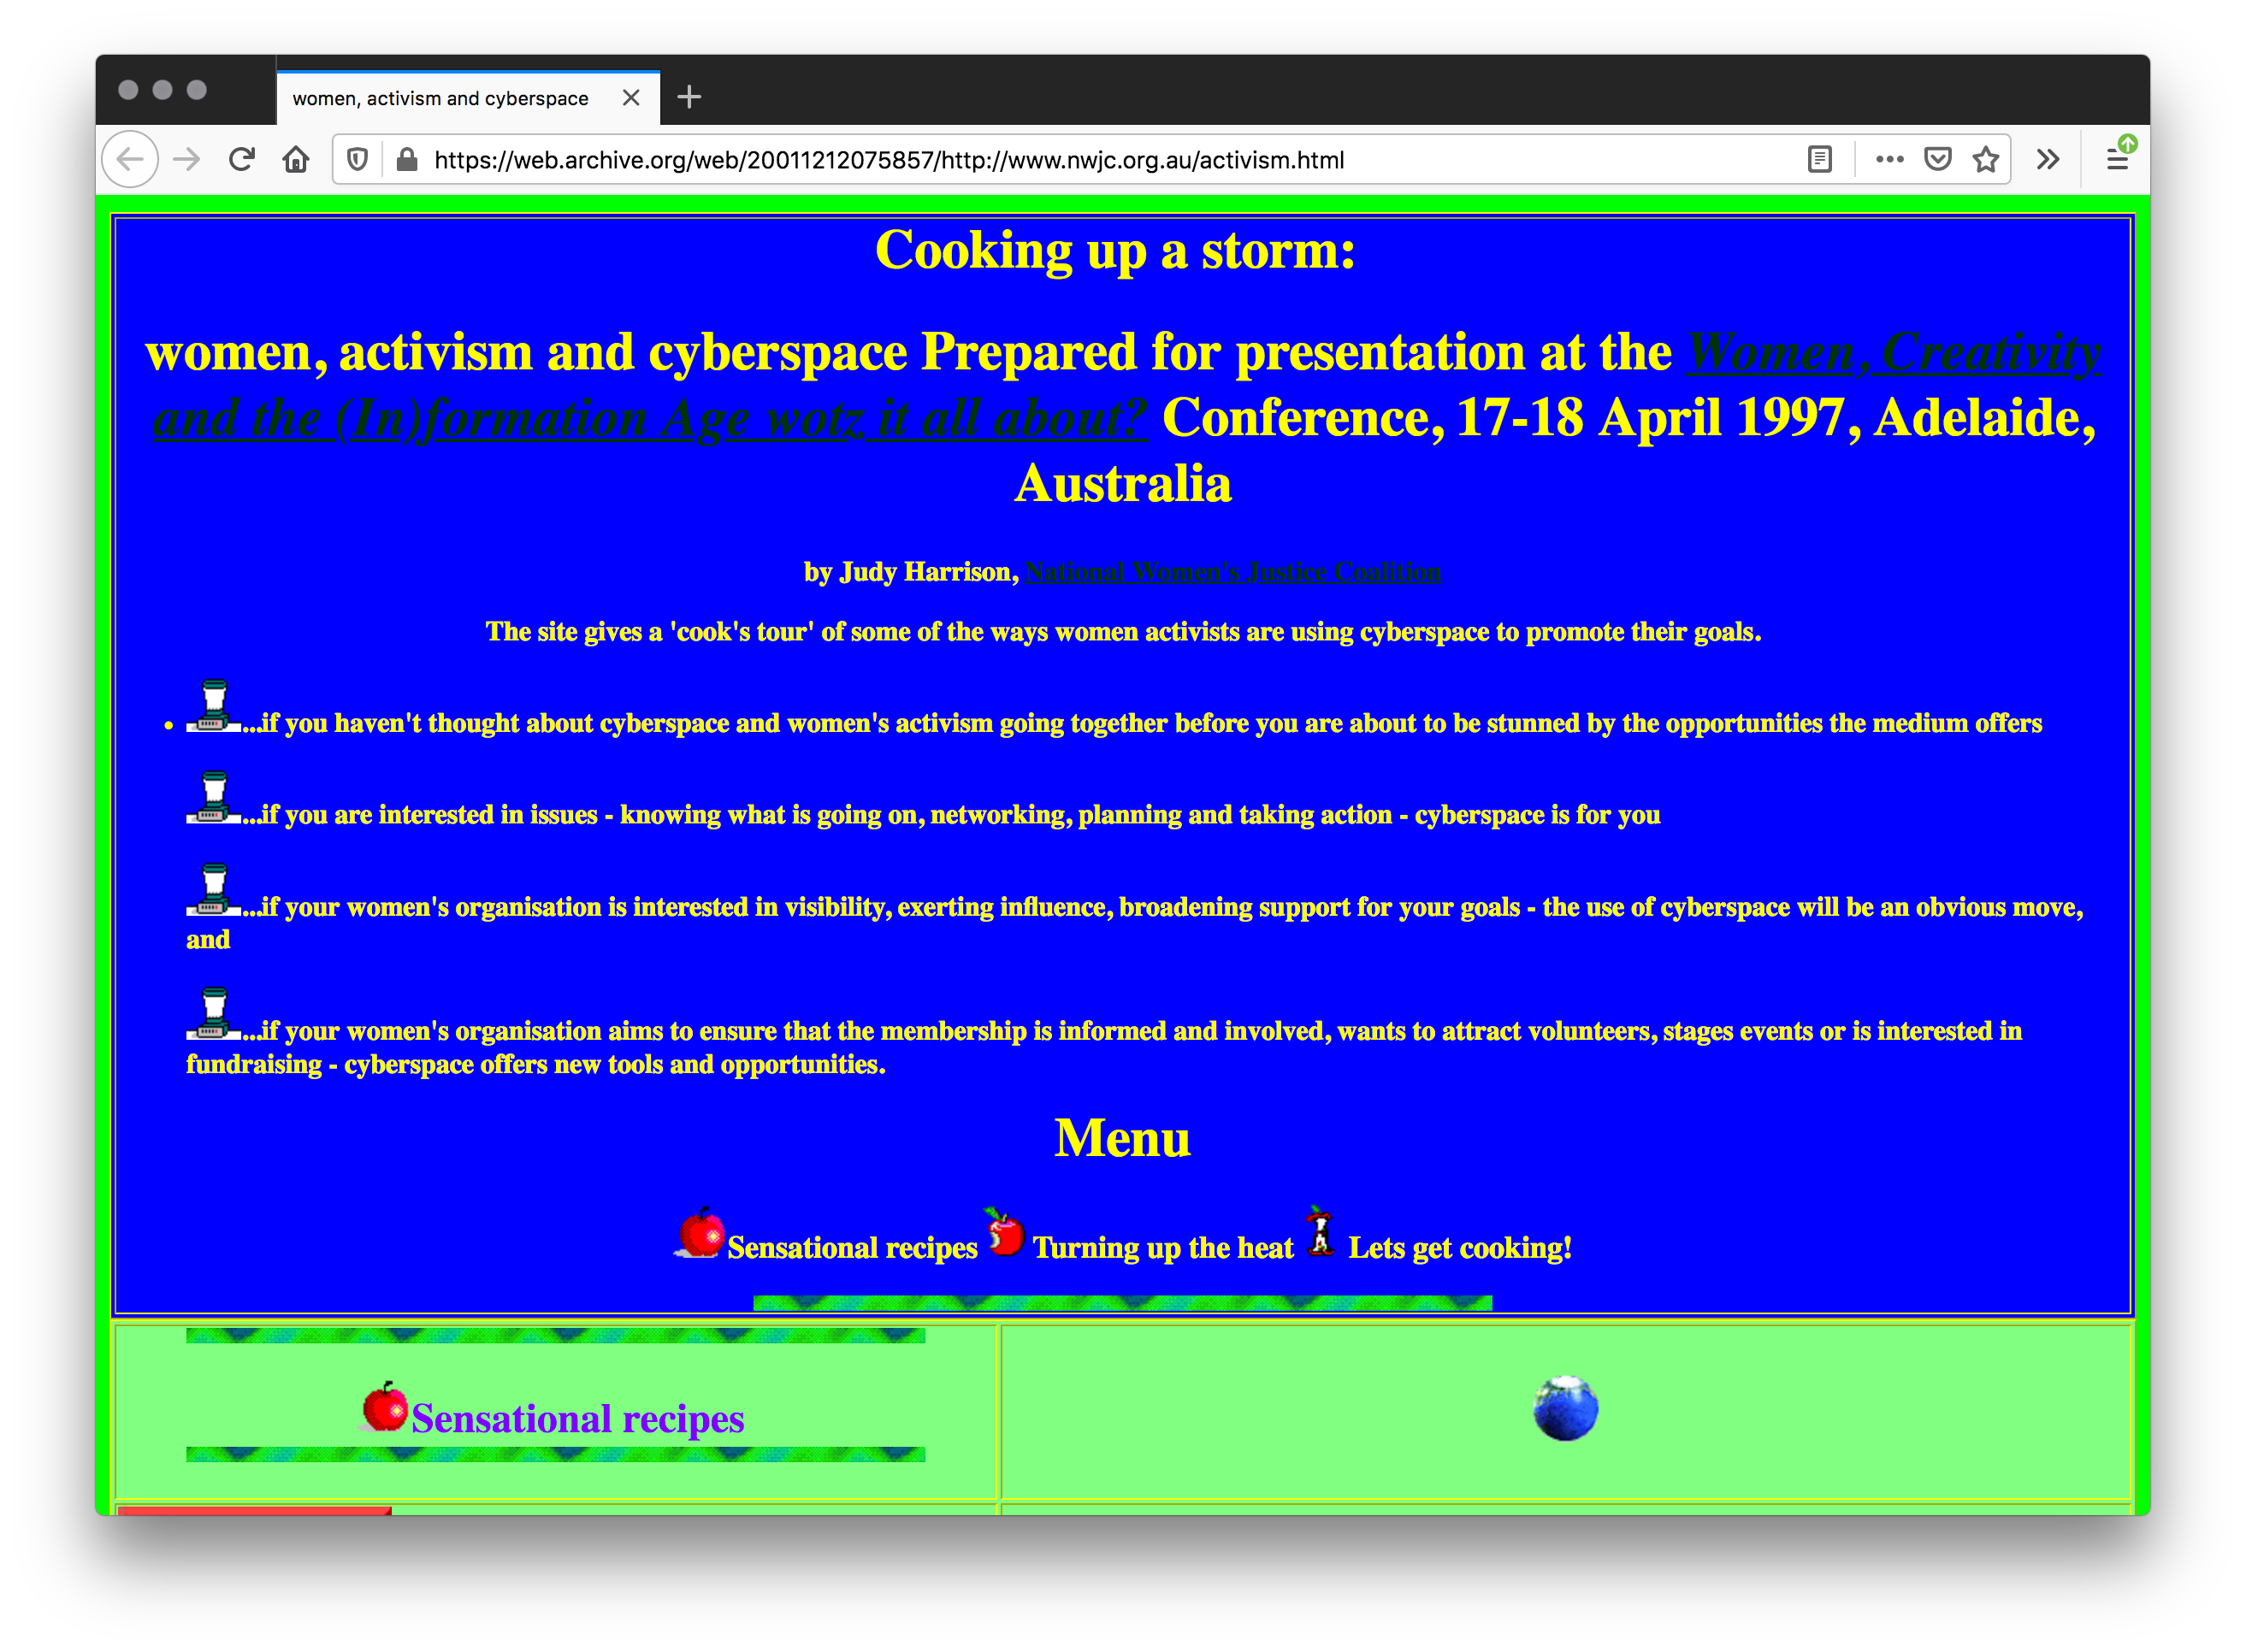 women, activism and cyberspace
https://web.archive.org/web/20011212075857/http://www.nwjc.org.au/activism.html
Cooking up a storm:
women, activism and cyberspace Prepared for presentation at the Women, Creativity
and the (In)formation Age wotz it all about? Conference, 17-18 April 1997, Adelaide,
Australia
by Judy Harrison, National Women's Justice Coalition
The site gives a 'cook's tour' of some of the ways women activists are using cyberspace to promote their goals.
...if you haven't thought about cyberspace and women's activism going together before you are about to be stunned by the opportunities the medium offers
...if you are interested in issues - knowing what is going on, networking, planning and taking action - cyberspace is for you
...if your women's organisation is interested in visibility, exerting influence, broadening support for your goals - the use of cyberspace will be an obvious move,
and
...if your women's organisation aims to ensure that the membership is informed and involved, wants to attract volunteers, stages events or is interested in
fundraising - cyberspace offers new tools and opportunities.
Menu
Sensational recipes Turning up the heat Lets get cooking!
Sensational recipes